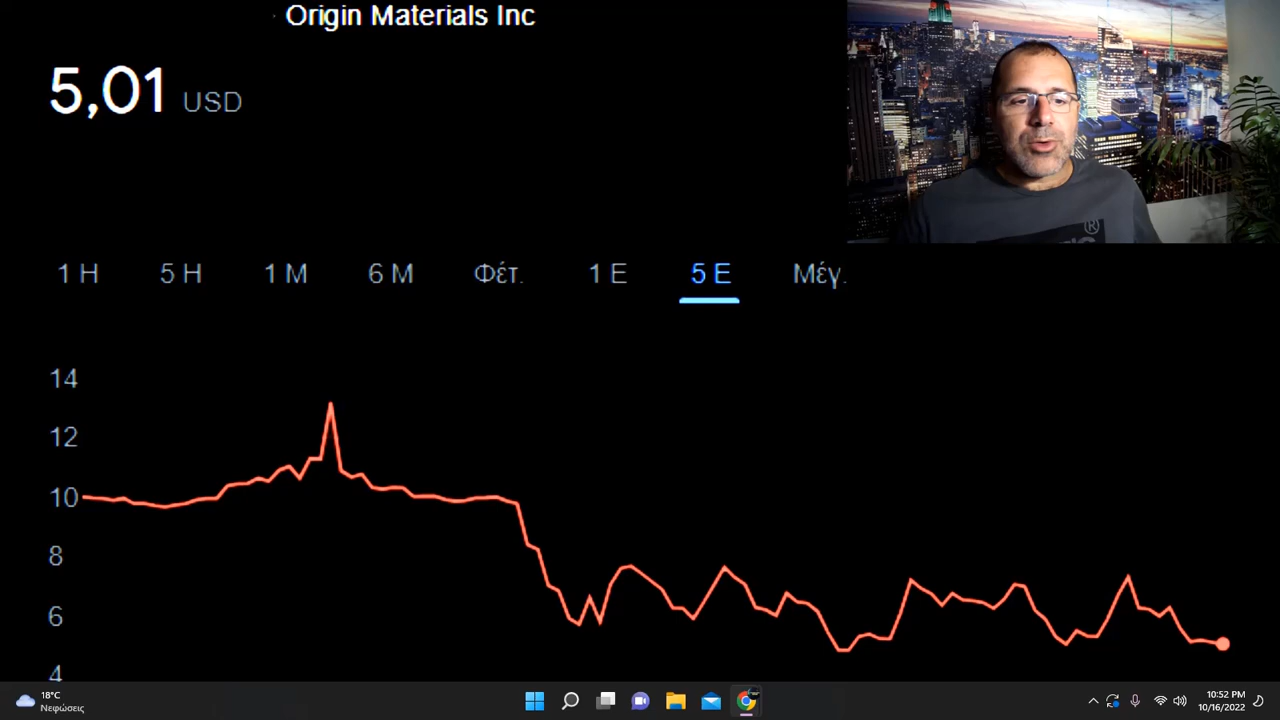 Origin Materials Inc
5,01 USD
1 Η 5 Η 1 Μ 6 Μ Φέτ. 1 Ε 5 Ε Μέγ.
14
12
10
8
6
4
18°C
Νεφώσεις
10:52 PM
10/16/2022